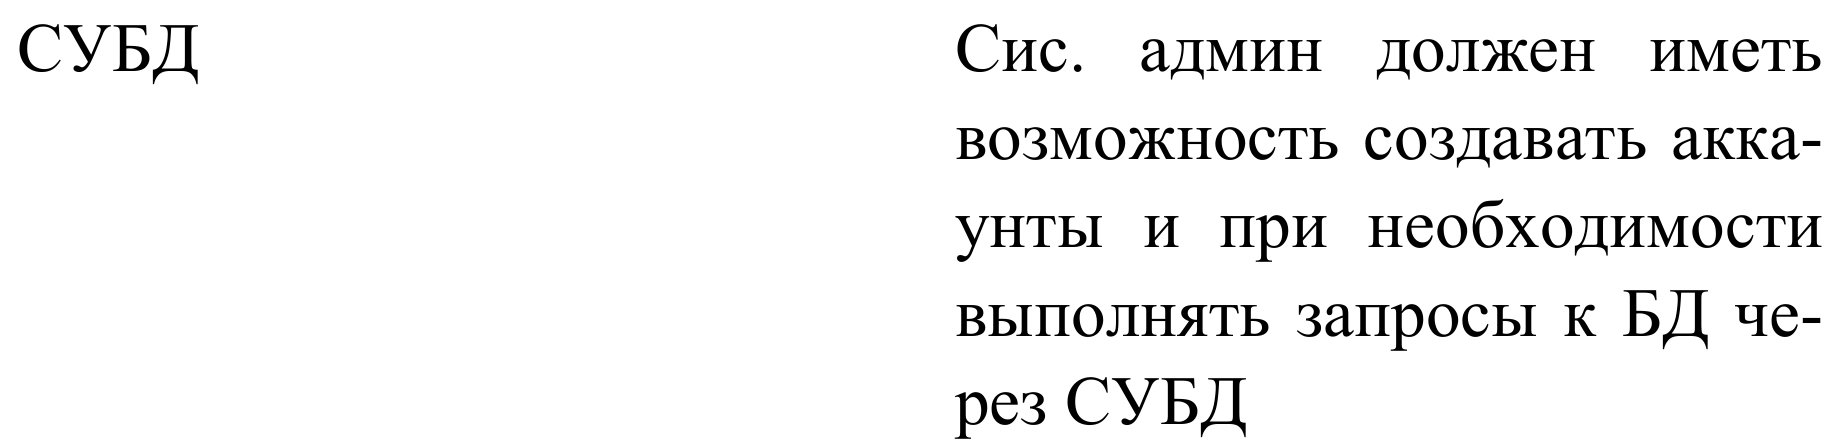 СУБД
Сис. админ должен иметь
возможность создавать акка-
унты и при необходимости
выполнять запросы к БД че-
рез СУБД